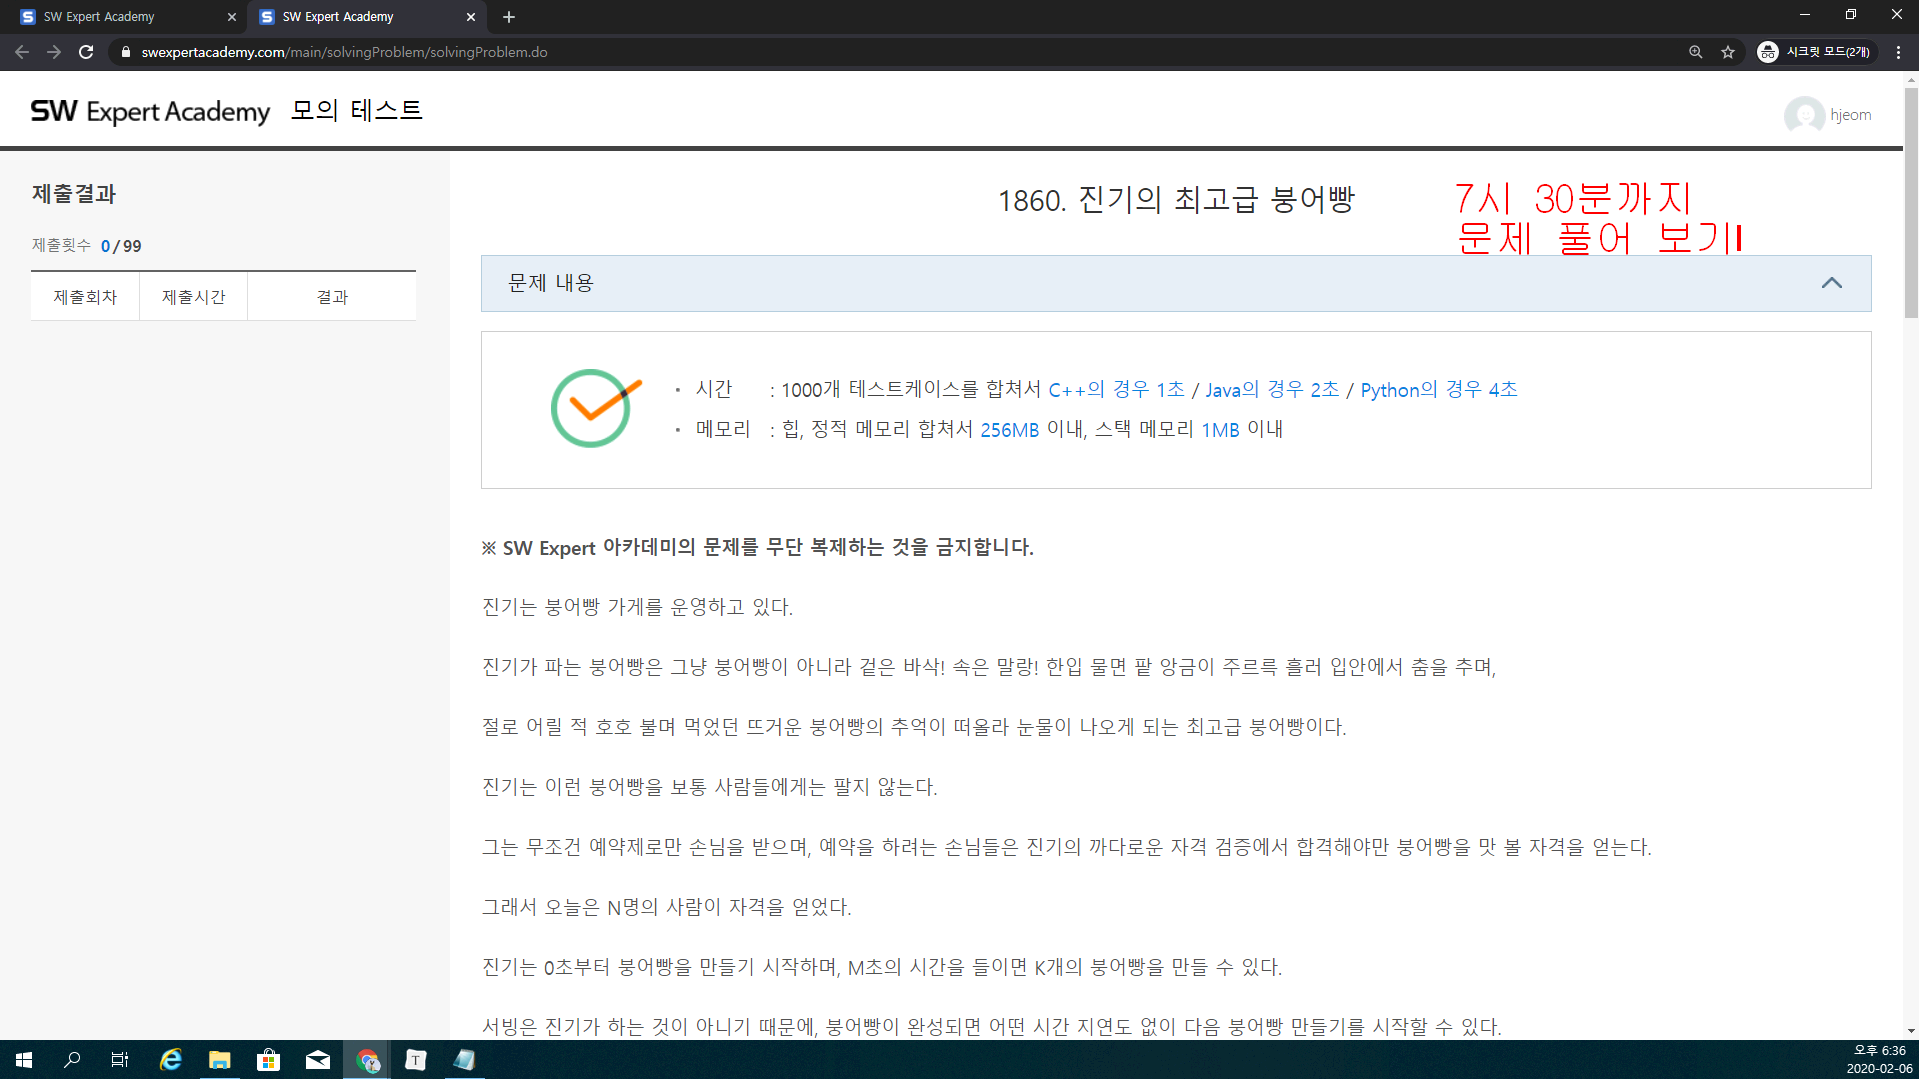 SW Expert Academy
SW Expert Academy
swexpertacademy.com/main/solvingProblem/solvingProblem.do
시크릿 모드(2개)
SW Expert Academy 모의 테스트
hjeom
제출결과
제출횟수 0 / 99
제출회차 제출시간 결과
1860. 진기의 최고급 붕어빵
7시 30분까지
문제 풀어 보기!
문제 내용
· 시간 : 1000개 테스트케이스를 합쳐서 C++의 경우 1초 / Java의 경우 2초 / Python의 경우 4초
· 메모리 : 힙, 정적 메모리 합쳐서 256MB 이내, 스택 메모리 1MB 이내
※ SW Expert 아카데미의 문제를 무단 복제하는 것을 금지합니다.
진기는 붕어빵 가게를 운영하고 있다.
진기가 파는 붕어빵은 그냥 붕어빵이 아니라 겉은 바삭! 속은 말랑! 한입 물면 팥 앙금이 주르륵 흘러 입안에서 춤을 추며,
절로 어릴 적 호호 불며 먹었던 뜨거운 붕어빵의 추억이 떠올라 눈물이 나오게 되는 최고급 붕어빵이다.
진기는 이런 붕어빵을 보통 사람들에게는 팔지 않는다.
그는 무조건 예약제로만 손님을 받으며, 예약을 하려는 손님들은 진기의 까다로운 자격 검증에서 합격해야만 붕어빵을 맛 볼 자격을 얻는다.
그래서 오늘은 N명의 사람이 자격을 얻었다.
진기는 0초부터 붕어빵을 만들기 시작하며, M초의 시간을 들이면 K개의 붕어빵을 만들 수 있다.
서빙은 진기가 하는 것이 아니기 때문에, 붕어빵이 완성되면 어떤 시간 지연도 없이 다음 붕어빵 만들기를 시작할 수 있다.
오후 6:36
2020-02-06